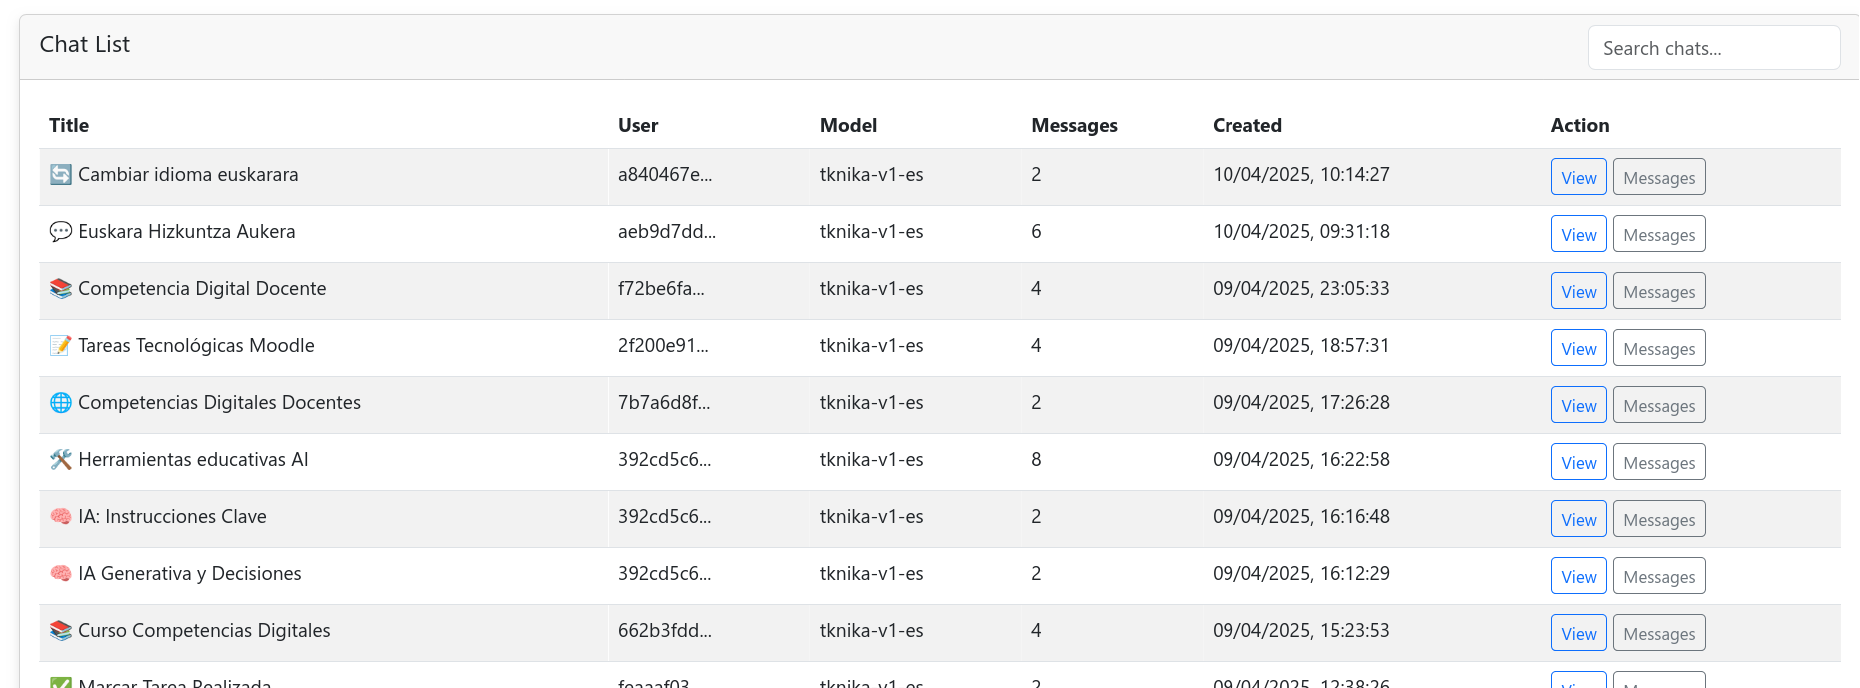 Chat List
Search chats...
Title User Model Messages Created Action
🔄 Cambiar idioma euskarara a840467e... tknika-v1-es 2 10/04/2025, 10:14:27 View Messages
💬 Euskara Hizkuntza Aukera aeb9d7dd... tknika-v1-es 6 10/04/2025, 09:31:18 View Messages
📚 Competencia Digital Docente f72be6fa... tknika-v1-es 4 09/04/2025, 23:05:33 View Messages
📝 Tareas Tecnológicas Moodle 2f200e91... tknika-v1-es 4 09/04/2025, 18:57:31 View Messages
🌐 Competencias Digitales Docentes 7b7a6d8f... tknika-v1-es 2 09/04/2025, 17:26:28 View Messages
🛠️ Herramientas educativas AI 392cd5c6... tknika-v1-es 8 09/04/2025, 16:22:58 View Messages
🧠 IA: Instrucciones Clave 392cd5c6... tknika-v1-es 2 09/04/2025, 16:16:48 View Messages
🧠 IA Generativa y Decisiones 392cd5c6... tknika-v1-es 2 09/04/2025, 16:12:29 View Messages
📚 Curso Competencias Digitales 662b3fdd... tknika-v1-es 4 09/04/2025, 15:23:53 View Messages
✅ Marcar Tarea Realizada tknika-v1-es 2 09/04/2025, 12:38:26 View Messages